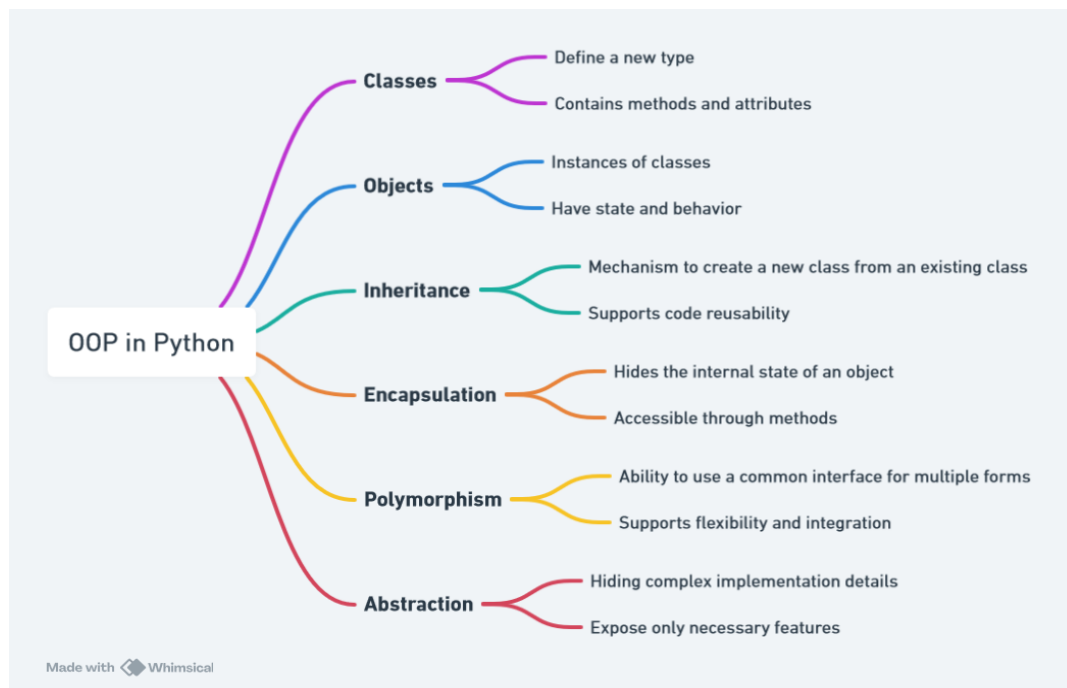 OOP in Python
Classes
Define a new type
Contains methods and attributes
Objects
Instances of classes
Have state and behavior
Inheritance
Mechanism to create a new class from an existing class
Supports code reusability
Encapsulation
Hides the internal state of an object
Accessible through methods
Polymorphism
Ability to use a common interface for multiple forms
Supports flexibility and integration
Abstraction
Hiding complex implementation details
Expose only necessary features
Made with Whimsical